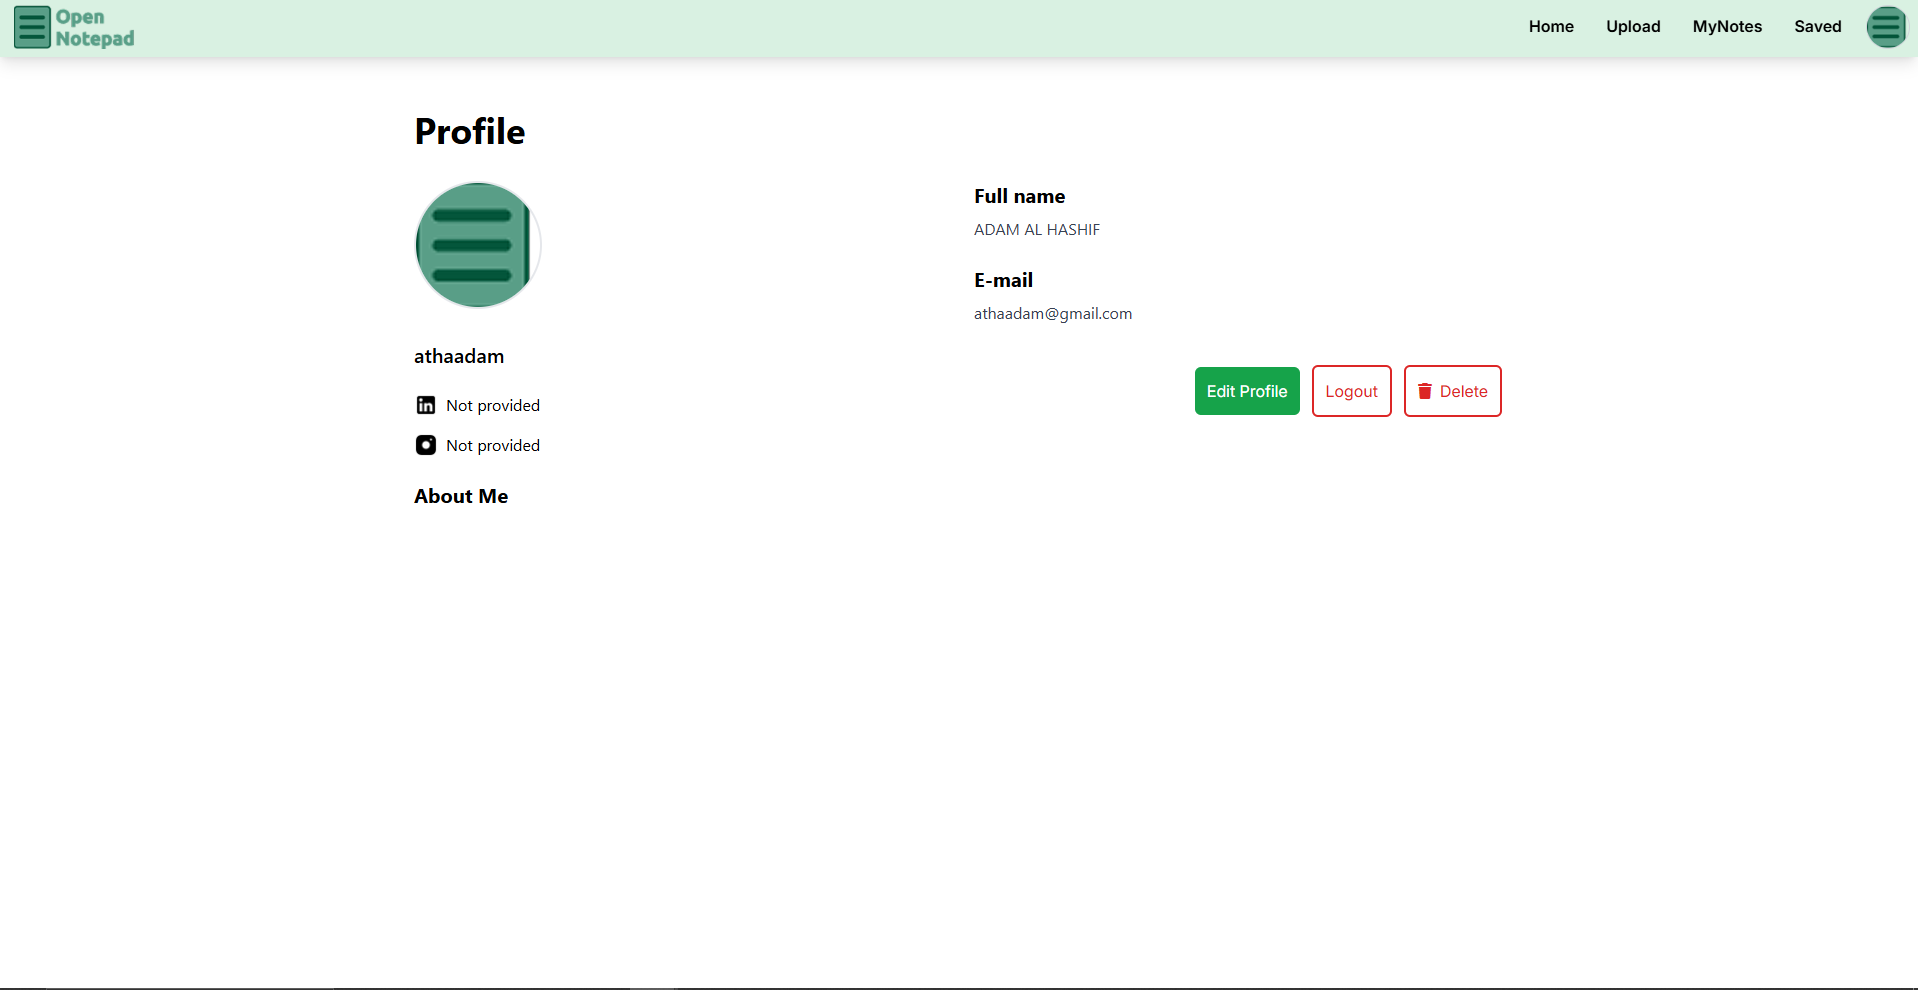 Open
Notepad
Home
Upload
MyNotes
Saved
Profile
athaadam
Not provided
Not provided
About Me
Full name
ADAM AL HASHIF
E-mail
athaadam@gmail.com
Edit Profile
Logout
Delete